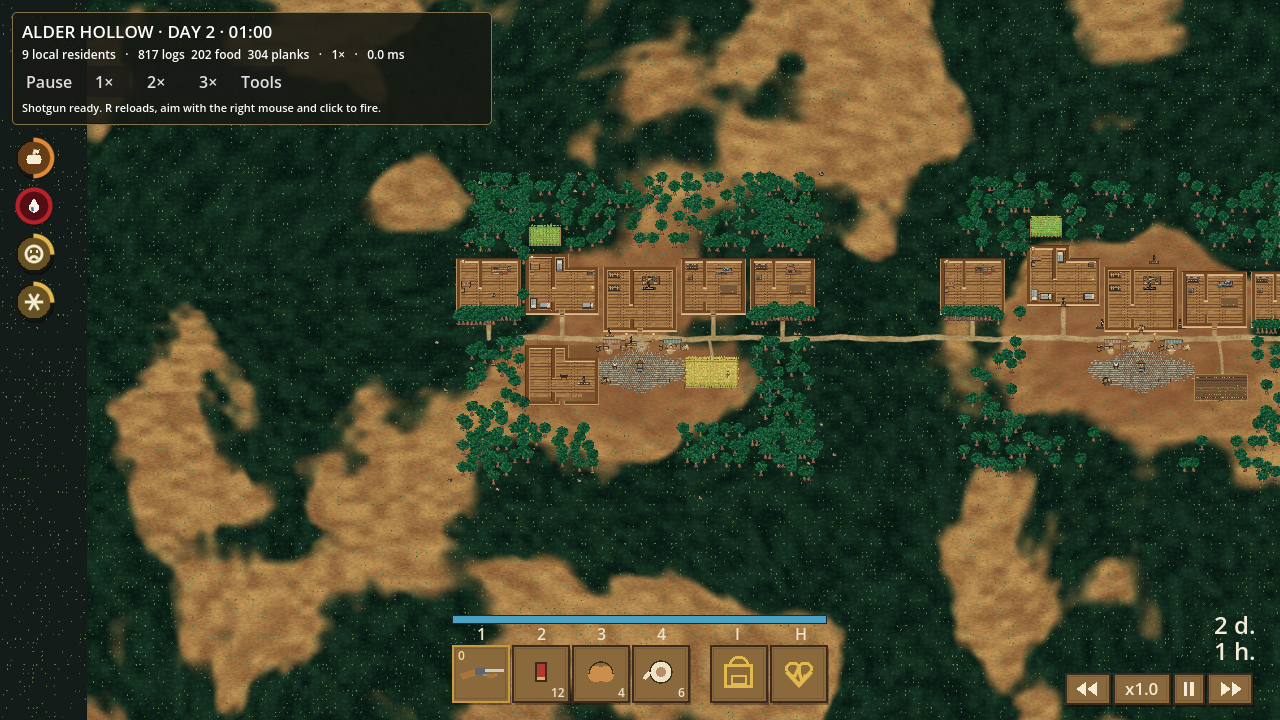 ALDER HOLLOW · DAY 2 · 01:00
9 local residents · 817 logs 202 food 304 planks · 1× · 0.0 ms
Pause 1× 2× 3× Tools
Shotgun ready. R reloads, aim with the right mouse and click to fire.
2 d.
1 h.
1 2 3 4 I H
0
12 4 6
x1.0